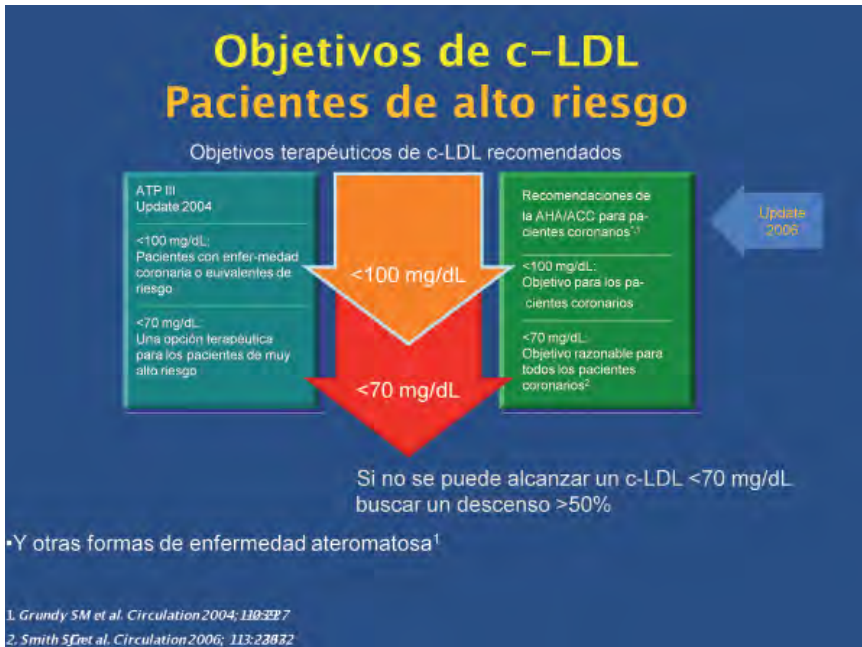 Objetivos de c-LDL
Pacientes de alto riesgo
Objetivos terapéuticos de c-LDL recomendados
ATP III
Update 2004
<100 mg/dL:
Pacientes con enfer-medad
coronaria o euivalentes de
riesgo
<70 mg/dL:
Una opción terapéutica
para los pacientes de muy
alto riesgo
<100 mg/dL
<70 mg/dL
Recomendaciones de
la AHA/ACC para pa-
cientes coronarios
<100 mg/dL:
Objetivo para los pa-
cientes coronarios
<70 mg/dL:
Objetivo razonable para
todos los pacientes
coronarios²
Update
2006
Si no se puede alcanzar un c-LDL <70 mg/dL
buscar un descenso >50%
•Y otras formas de enfermedad ateromatosa¹
1. Grundy SM et al. Circulation 2004;
2. Smith et al. Circulation 2006;